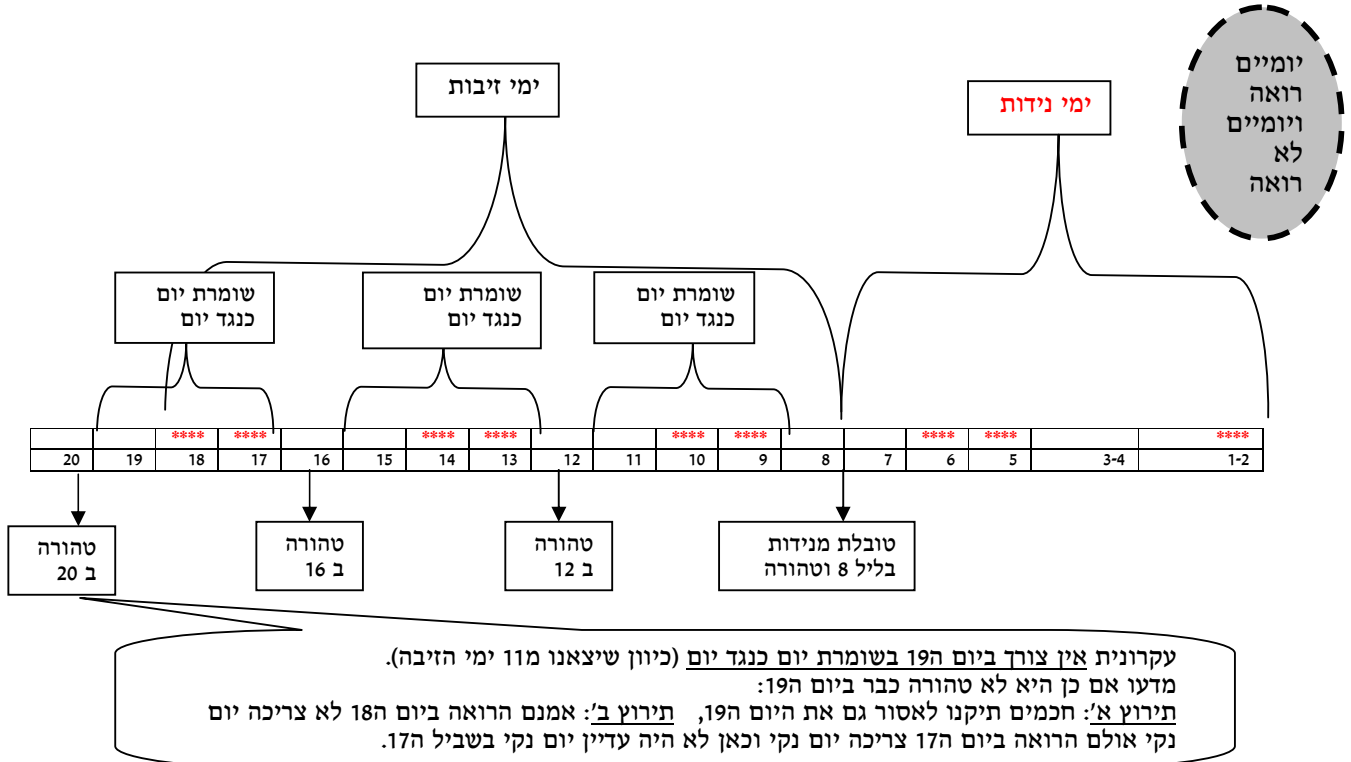 יומיים
רואה
ויומיים
לא
רואה
ימי נידות
ימי זיבות
שומרת יום
כנגד יום
שומרת יום
כנגד יום
שומרת יום
כנגד יום
**** **** **** **** **** **** **** **** ****
1-2 3-4 5 6 7 8 9 10 11 12 13 14 15 16 17 18 19 20
טובלת מנידות
בליל 8 וטהורה
טהורה
ב 12
טהורה
ב 16
טהורה
ב 20
עקרונית אין צורך ביום ה19 בשומרת יום כנגד יום (כיוון שיצאנו מ11 ימי הזיבה).
מדעו אם כן היא לא טהורה כבר ביום ה19:
תירוץ א': חכמים תיקנו לאסור גם את היום ה19, תירוץ ב': אמנם הרואה ביום ה18 לא צריכה יום
נקי אולם הרואה ביום ה17 צריכה יום נקי וכאן לא היה עדיין יום נקי בשביל ה17.